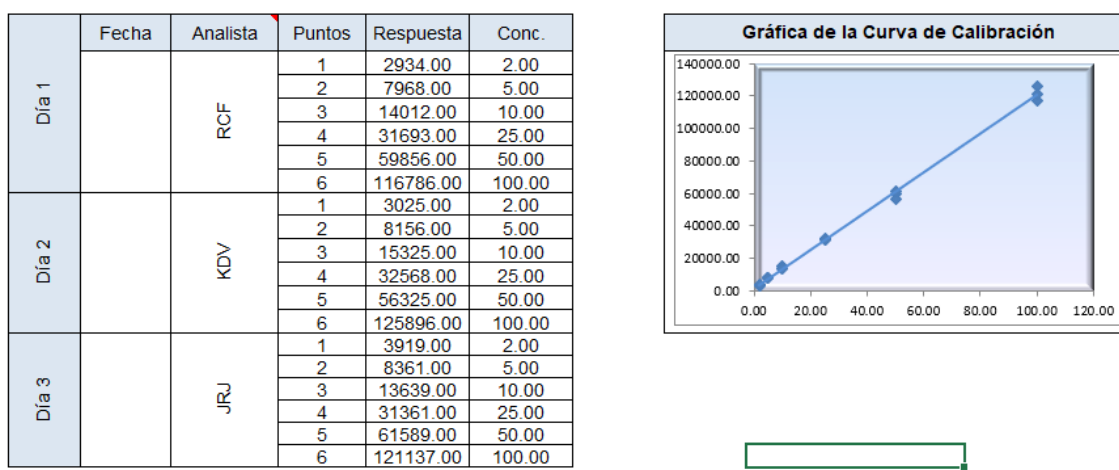 Fecha Analista Puntos Respuesta Conc.
Día 1
RCF
1 2934.00 2.00
2 7968.00 5.00
3 14012.00 10.00
4 31693.00 25.00
5 59856.00 50.00
6 116786.00 100.00
Día 2
KDV
1 3025.00 2.00
2 8156.00 5.00
3 15325.00 10.00
4 32568.00 25.00
5 56325.00 50.00
6 125896.00 100.00
Día 3
JRJ
1 3919.00 2.00
2 8361.00 5.00
3 13639.00 10.00
4 31361.00 25.00
5 61589.00 50.00
6 121137.00 100.00
Gráfica de la Curva de Calibración
140000.00
120000.00
100000.00
80000.00
60000.00
40000.00
20000.00
0.00
0.00 20.00 40.00 60.00 80.00 100.00 120.00